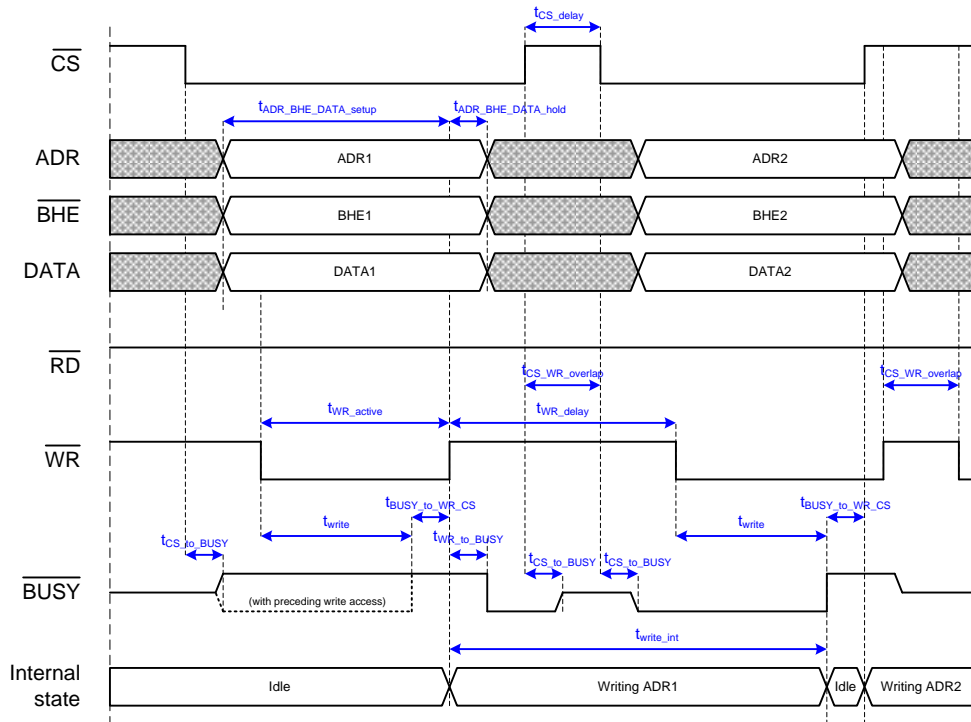 tCS_delay
CS
tADR_BHE_DATA_setup
tADR_BHE_DATA_hold
ADR
ADR1
ADR2
BHE
BHE1
BHE2
DATA
DATA1
DATA2
RD
tCS_WR_overlap
tCS_WR_overlap
tWR_active
tWR_delay
WR
tBUSY_to_WR_CS
tBUSY_to_WR_CS
twrite
twrite
tCS_to_BUSY
tWR_to_BUSY
tCS_to_BUSY
tCS_to_BUSY
BUSY
(with preceding write access)
twrite_int
Internal
state
Idle
Writing ADR1
Idle
Writing ADR2